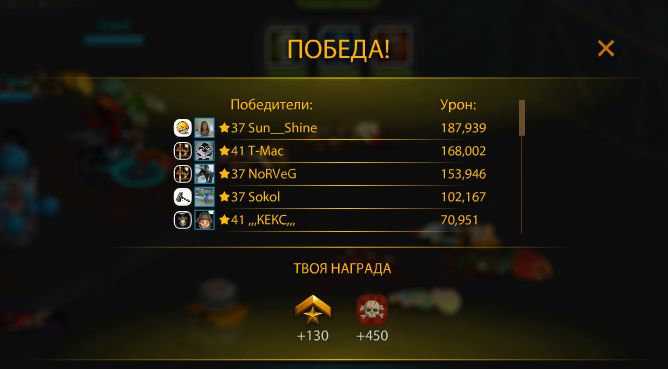 ПОБЕДА!
Победители: Урон:
37 Sun__Shine 187,939
41 T-Mac 168,002
37 NoRVeG 153,946
37 Sokol 102,167
41 ,,,КЕКС,,, 70,951
ТВОЯ НАГРАДА
+130 +450